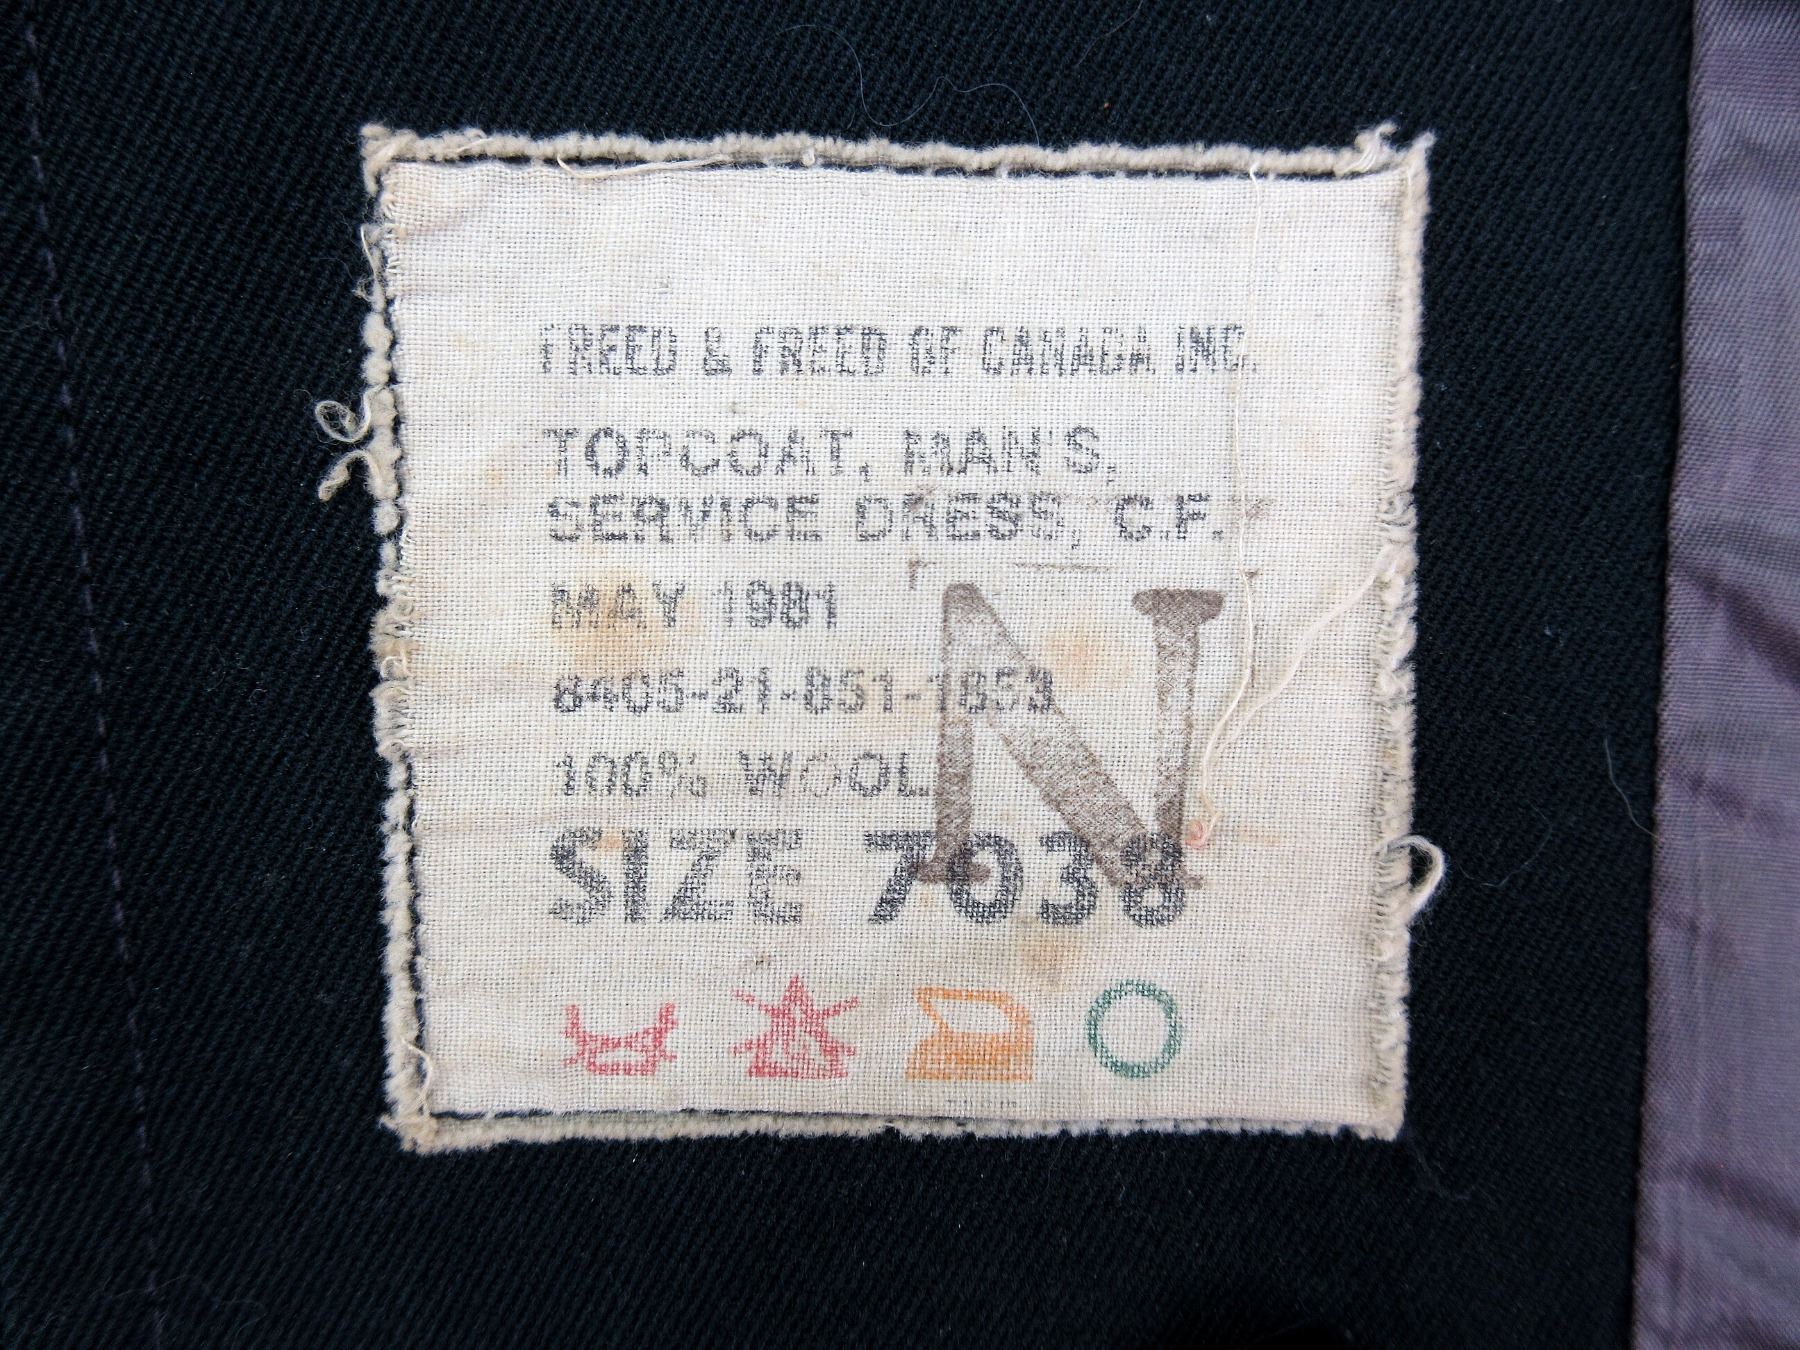 FREED & FREED OF CANADA INC.
TOPCOAT, MAN'S,
SERVICE DRESS, C.F.
MAY 1981
8405-21-851-1653
100% WOOL
SIZE 7038
N